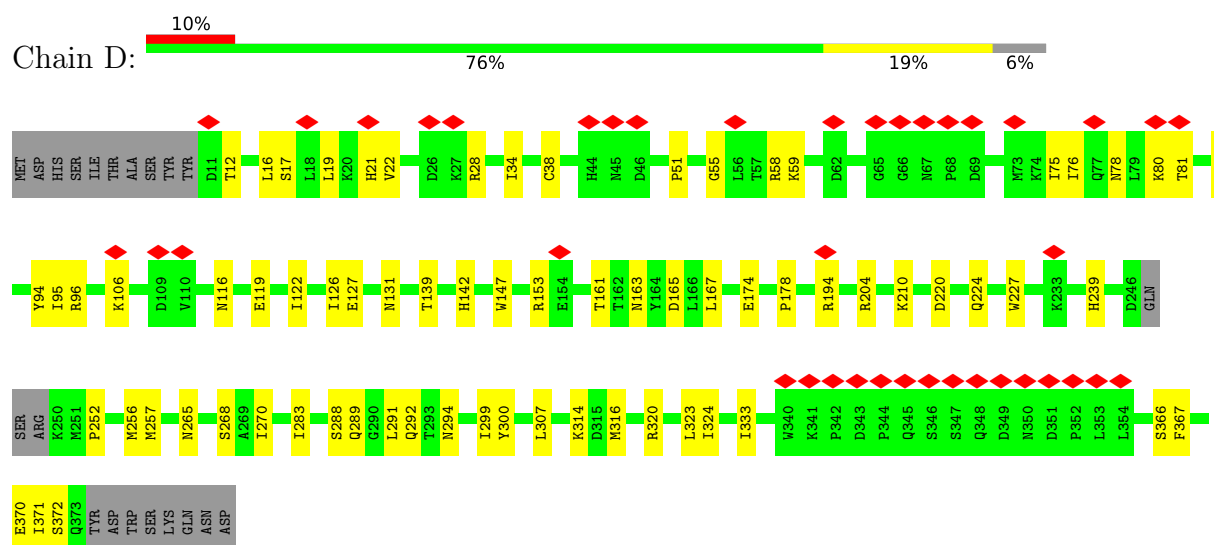 10%
Chain D:
76% 19% 6%
MET ASP HIS SER ILE THR ALA SER TYR TYR D11 T12 L16 S17 L18 L19 K20 H21 V22 D26 K27 R28 I34 C38 H44 N45 D46 P51 G55 L56 T57 R58 K59 D62 G65 G66 N67 P68 D69 M73 K74 I75 I76 Q77 N78 L79 K80 T81
Y94 I95 R96 K106 D109 V110 N116 E119 I122 I126 E127 N131 T139 H142 W147 R153 E154 T161 T162 N163 Y164 D165 L166 L167 E174 P178 R194 R204 K210 D220 Q224 W227 K233 H239 D246 GLN
SER ARG K250 M251 P252 M256 M257 N265 S268 A269 I270 I283 S288 Q289 G290 L291 Q292 T293 N294 I299 Y300 L307 K314 D315 M316 R320 L323 I324 I333 W340 K341 P342 D343 P344 Q345 S346 S347 Q348 D349 N350 D351 P352 L353 L354 S366 F367
E370 I371 S372 Q373 TYR ASP TRP SER LYS GLN ASN ASP